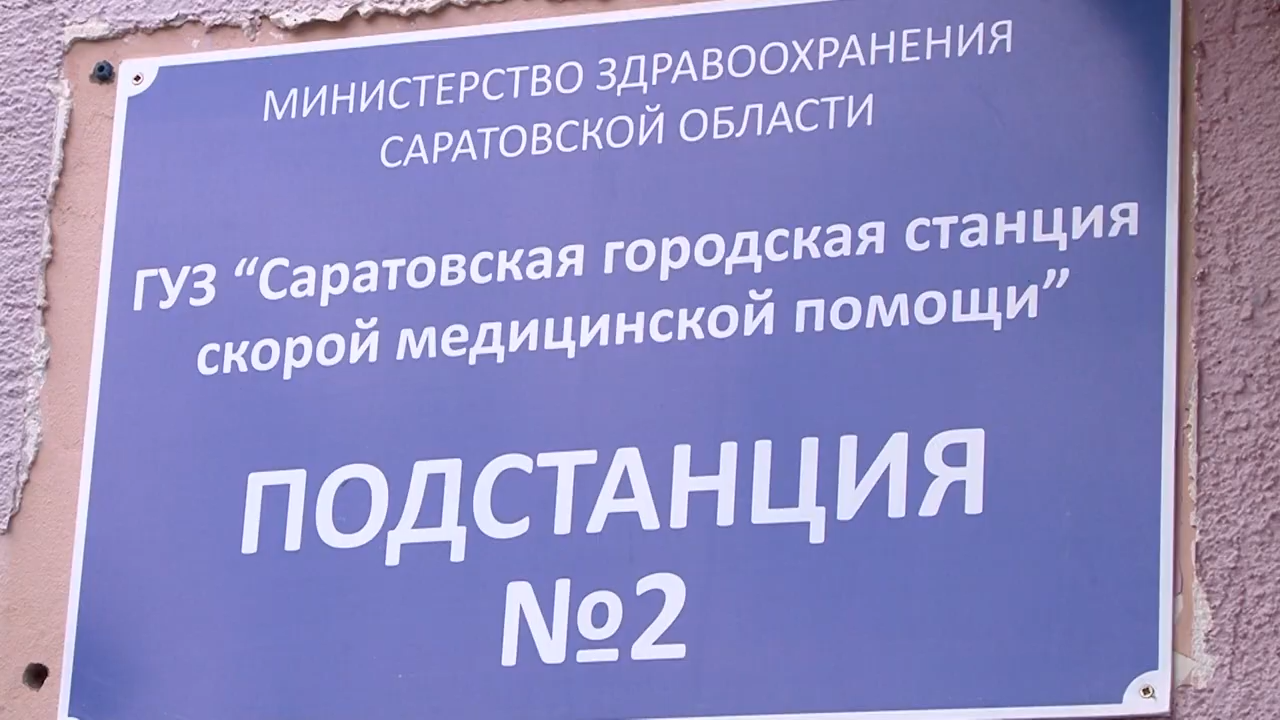 МИНИСТЕРСТВО ЗДРАВООХРАНЕНИЯ
САРАТОВСКОЙ ОБЛАСТИ
ГУЗ “Саратовская городская станция
скорой медицинской помощи”
ПОДСТАНЦИЯ
№2